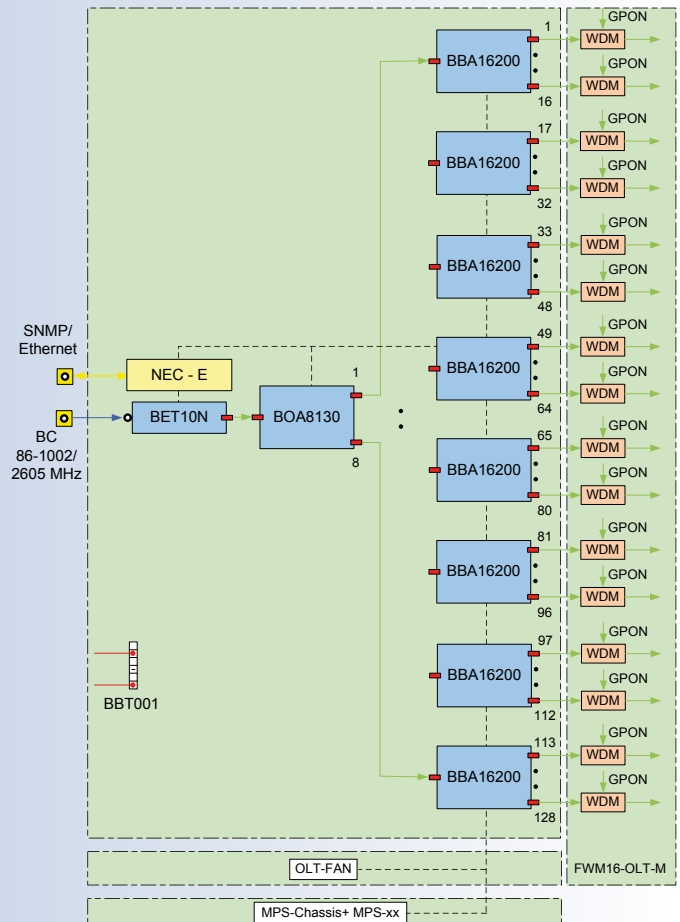 GPON
1
WDM
BBA16200
GPON
WDM
16
GPON
17
WDM
BBA16200
GPON
WDM
32
GPON
33
WDM
BBA16200
GPON
WDM
48
GPON
49
WDM
BBA16200
GPON
WDM
64
SNMP/
Ethernet
NEC - E
BET10N
BC
86-1002/
2605 MHz
BOA8130
1
8
GPON
65
WDM
BBA16200
GPON
WDM
80
GPON
81
WDM
BBA16200
GPON
WDM
96
GPON
97
WDM
BBA16200
GPON
WDM
112
BBT001
GPON
113
WDM
BBA16200
GPON
WDM
128
OLT-FAN
FWM16-OLT-M
MPS-Chassis+ MPS-xx